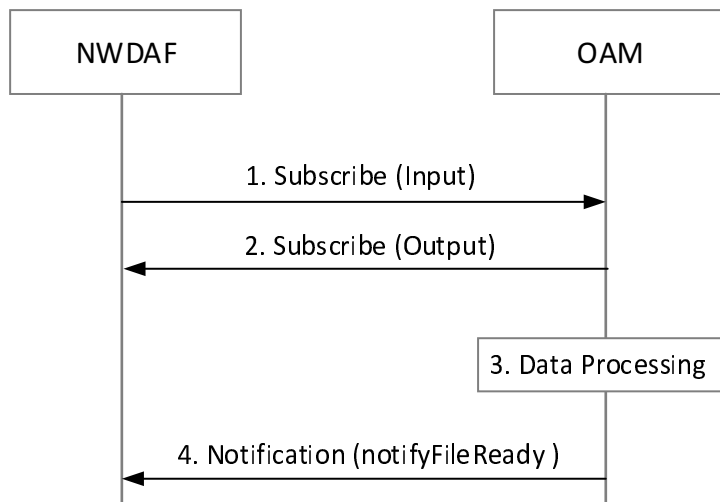 NWDAF
OAM
1. Subscribe (Input)
2. Subscribe (Output)
3. Data Processing
4. Notification (notifyFileReady )